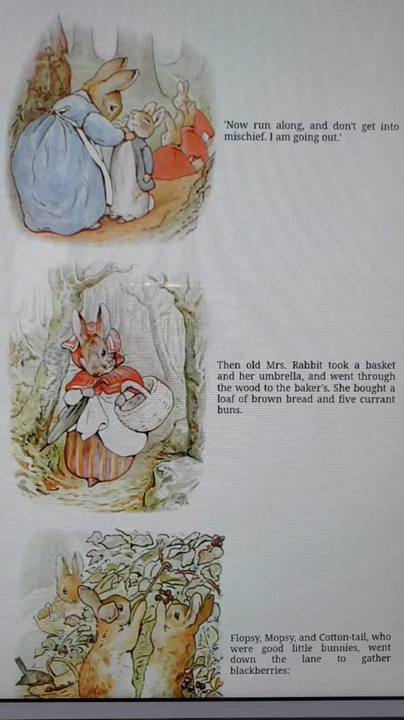 'Now run along, and don't get into
mischief. I am going out.'
Then old Mrs. Rabbit took a basket
and her umbrella, and went through
the wood to the baker's. She bought a
loaf of brown bread and five currant
buns.
Flopsy, Mopsy, and Cotton-tail, who
were good little bunnies, went
down the lane to gather
blackberries: